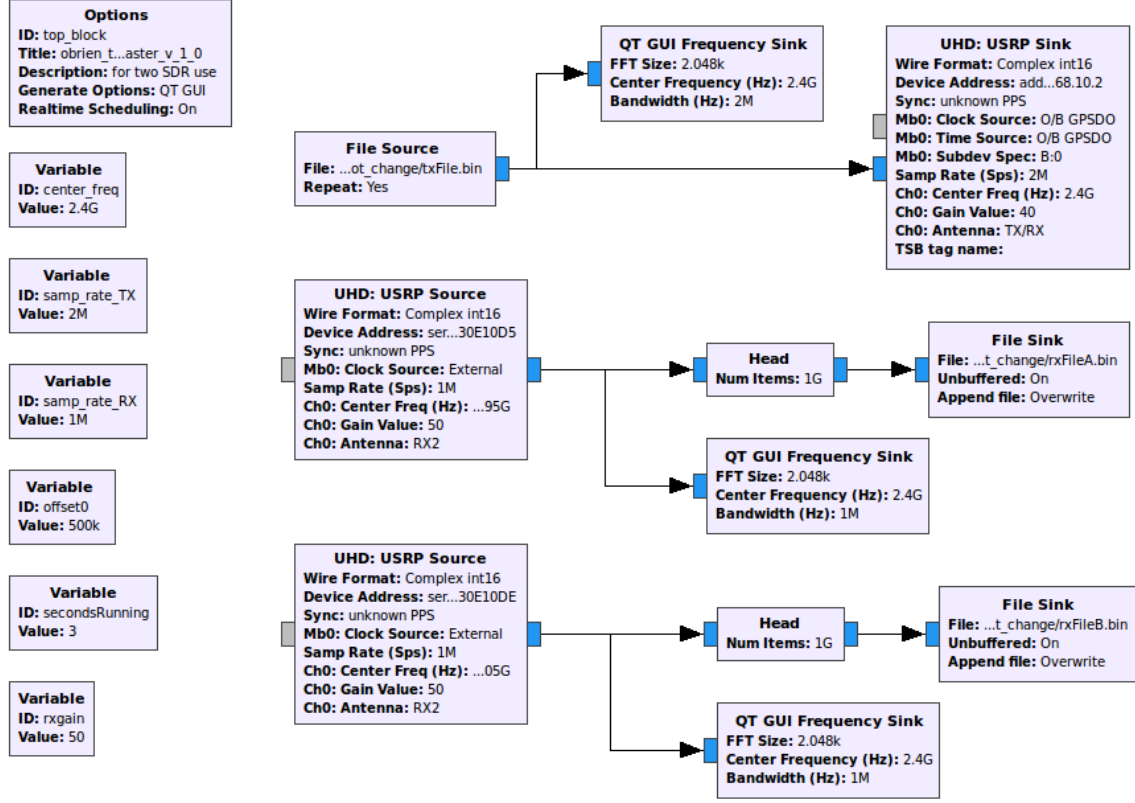 Options
ID: top_block
Title: obrien_t...aster_v_1_0
Description: for two SDR use
Generate Options: QT GUI
Realtime Scheduling: On
Variable
ID: center_freq
Value: 2.4G
Variable
ID: samp_rate_TX
Value: 2M
Variable
ID: samp_rate_RX
Value: 1M
Variable
ID: offset0
Value: 500k
Variable
ID: secondsRunning
Value: 3
Variable
ID: rxgain
Value: 50
File Source
File: ...ot_change/txFile.bin
Repeat: Yes
QT GUI Frequency Sink
FFT Size: 2.048k
Center Frequency (Hz): 2.4G
Bandwidth (Hz): 2M
UHD: USRP Sink
Wire Format: Complex int16
Device Address: add...68.10.2
Sync: unknown PPS
Mb0: Clock Source: O/B GPSDO
Mb0: Time Source: O/B GPSDO
Mb0: Subdev Spec: B:0
Samp Rate (Sps): 2M
Ch0: Center Freq (Hz): 2.4G
Ch0: Gain Value: 40
Ch0: Antenna: TX/RX
TSB tag name:
UHD: USRP Source
Wire Format: Complex int16
Device Address: ser...30E10D5
Sync: unknown PPS
Mb0: Clock Source: External
Samp Rate (Sps): 1M
Ch0: Center Freq (Hz): ...95G
Ch0: Gain Value: 50
Ch0: Antenna: RX2
Head
Num Items: 1G
File Sink
File: ...t_change/rxFileA.bin
Unbuffered: On
Append file: Overwrite
QT GUI Frequency Sink
FFT Size: 2.048k
Center Frequency (Hz): 2.4G
Bandwidth (Hz): 1M
UHD: USRP Source
Wire Format: Complex int16
Device Address: ser...30E10DE
Sync: unknown PPS
Mb0: Clock Source: External
Samp Rate (Sps): 1M
Ch0: Center Freq (Hz): ...05G
Ch0: Gain Value: 50
Ch0: Antenna: RX2
Head
Num Items: 1G
File Sink
File: ...t_change/rxFileB.bin
Unbuffered: On
Append file: Overwrite
QT GUI Frequency Sink
FFT Size: 2.048k
Center Frequency (Hz): 2.4G
Bandwidth (Hz): 1M